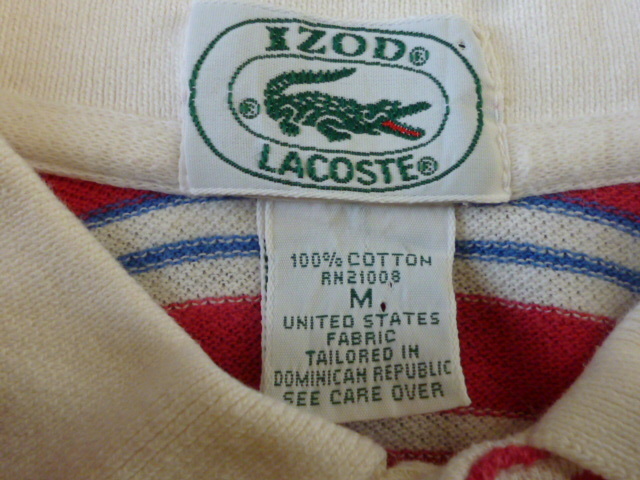 IZOD®
®
LACOSTE®
100% COTTON
RN21008
M
UNITED STATES
FABRIC
TAILORED IN
DOMINICAN REPUBLIC
SEE CARE OVER